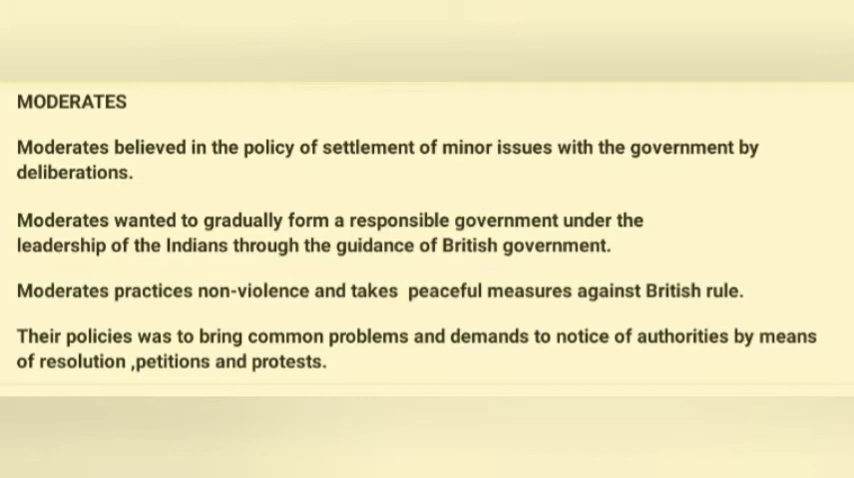 MODERATES
Moderates believed in the policy of settlement of minor issues with the government by
deliberations.
Moderates wanted to gradually form a responsible government under the
leadership of the Indians through the guidance of British government.
Moderates practices non-violence and takes peaceful measures against British rule.
Their policies was to bring common problems and demands to notice of authorities by means
of resolution ,petitions and protests.